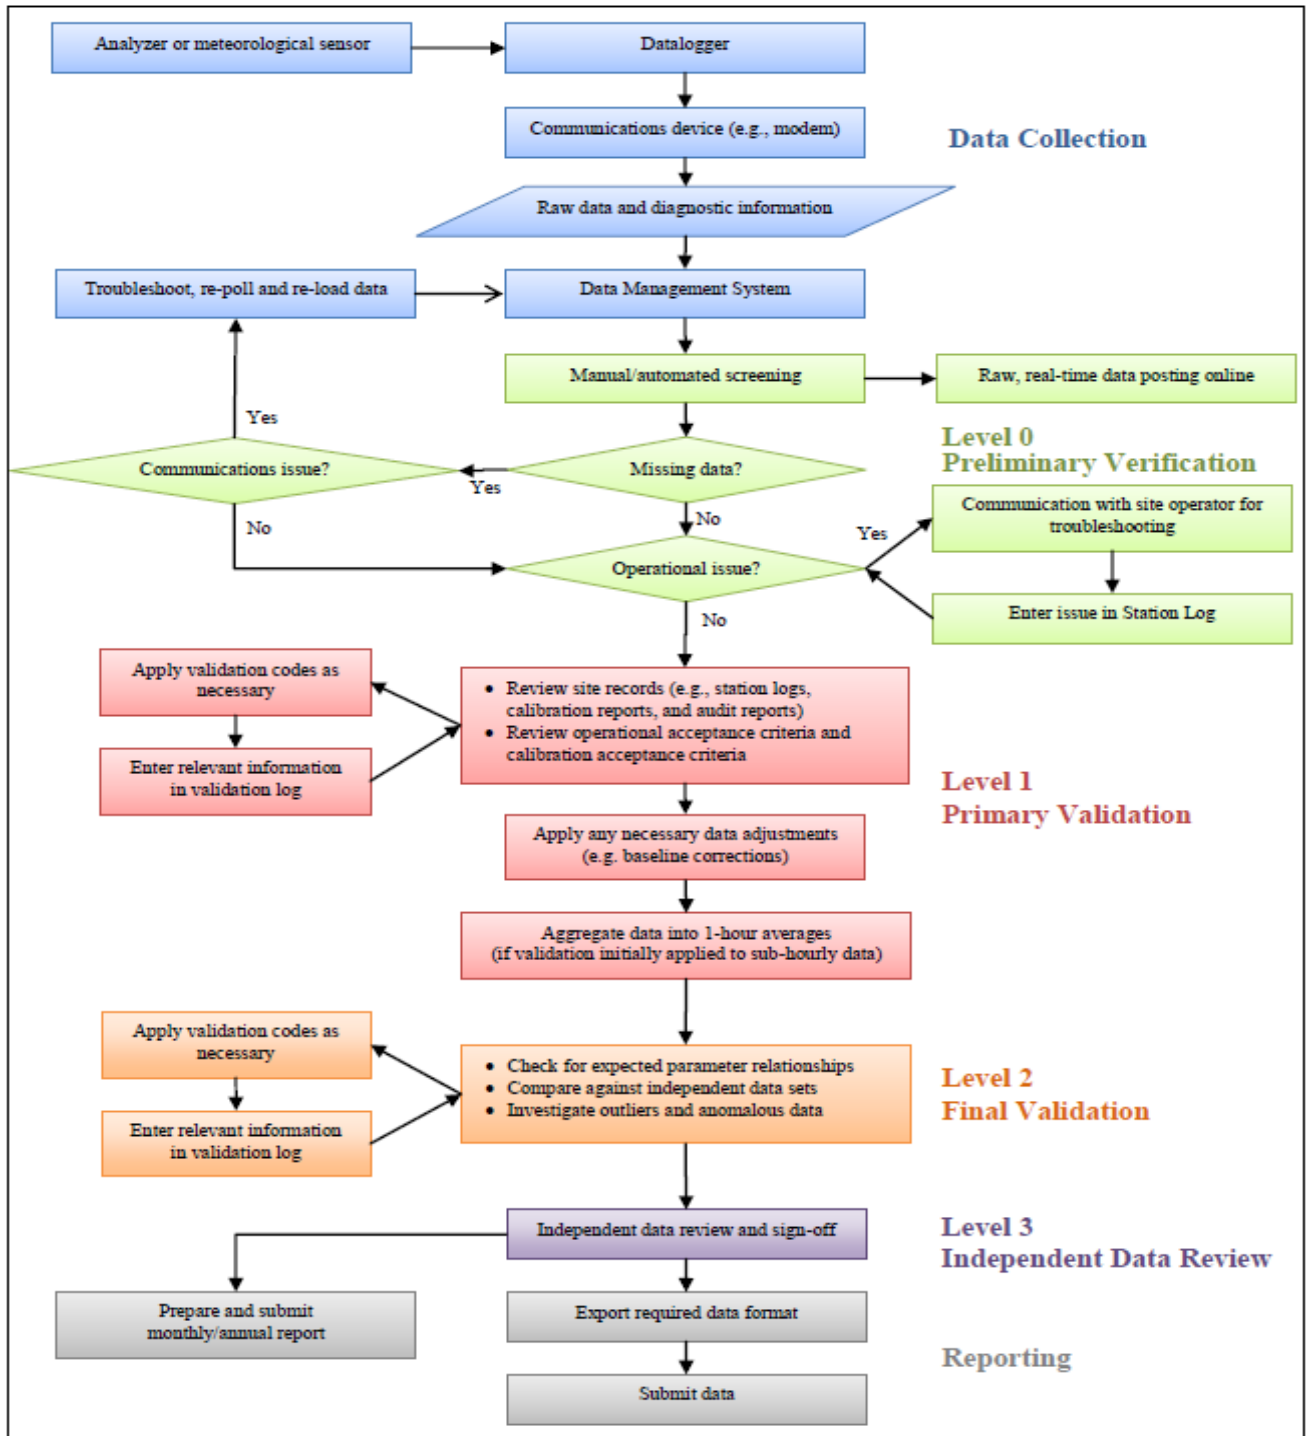 Analyzer or meteorological sensor
Datalogger
Communications device (e.g., modem)
Data Collection
Raw data and diagnostic information
Troubleshoot, re-poll and re-load data
Data Management System
Manual/automated screening
Raw, real-time data posting online
Yes
Level 0
Preliminary Verification
Communications issue?
Yes
Missing data?
No
No
Communication with site operator for
troubleshooting
Yes
Operational issue?
Enter issue in Station Log
No
Apply validation codes as
necessary
Enter relevant information
in validation log
• Review site records (e.g., station logs,
calibration reports, and audit reports)
• Review operational acceptance criteria and
calibration acceptance criteria
Level 1
Primary Validation
Apply any necessary data adjustments
(e.g. baseline corrections)
Aggregate data into 1-hour averages
(if validation initially applied to sub-hourly data)
Apply validation codes as
necessary
Enter relevant information
in validation log
• Check for expected parameter relationships
• Compare against independent data sets
• Investigate outliers and anomalous data
Level 2
Final Validation
Independent data review and sign-off
Level 3
Independent Data Review
Prepare and submit
monthly/annual report
Export required data format
Reporting
Submit data